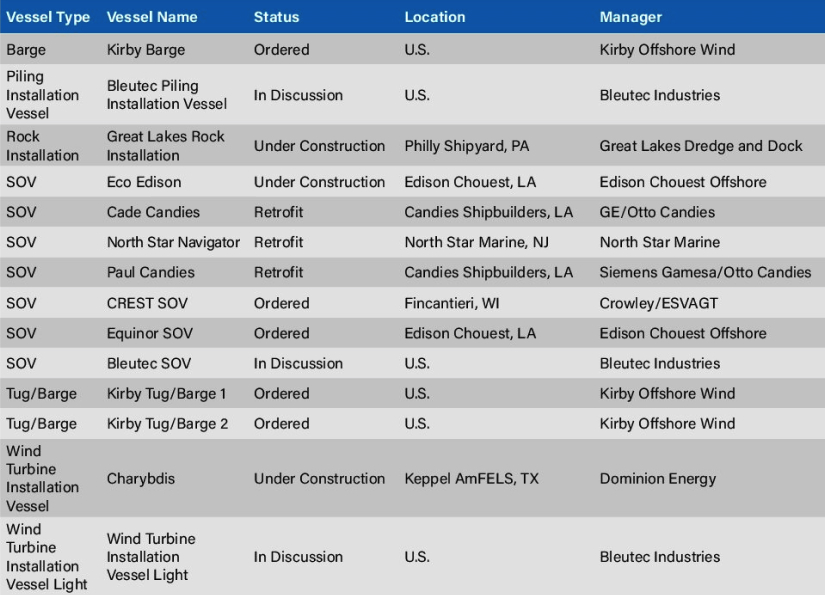 Vessel Type Vessel Name Status Location Manager
Barge Kirby Barge Ordered U.S. Kirby Offshore Wind
Piling
Installation
Vessel
Bleutec Piling
Installation Vessel
In Discussion U.S. Bleutec Industries
Rock
Installation
Great Lakes Rock
Installation
Under Construction Philly Shipyard, PA Great Lakes Dredge and Dock
SOV Eco Edison Under Construction Edison Chouest, LA Edison Chouest Offshore
SOV Cade Candies Retrofit Candies Shipbuilders, LA GE/Otto Candies
SOV North Star Navigator Retrofit North Star Marine, NJ North Star Marine
SOV Paul Candies Retrofit Candies Shipbuilders, LA Siemens Gamesa/Otto Candies
SOV CREST SOV Ordered Fincantieri, WI Crowley/ESVAGT
SOV Equinor SOV Ordered Edison Chouest, LA Edison Chouest Offshore
SOV Bleutec SOV In Discussion U.S. Bleutec Industries
Tug/Barge Kirby Tug/Barge 1 Ordered U.S. Kirby Offshore Wind
Tug/Barge Kirby Tug/Barge 2 Ordered U.S. Kirby Offshore Wind
Wind
Turbine
Installation
Vessel
Charybdis Under Construction Keppel AmFELS, TX Dominion Energy
Wind
Turbine
Installation
Vessel Light
Wind Turbine
Installation
Vessel Light
In Discussion U.S. Bleutec Industries